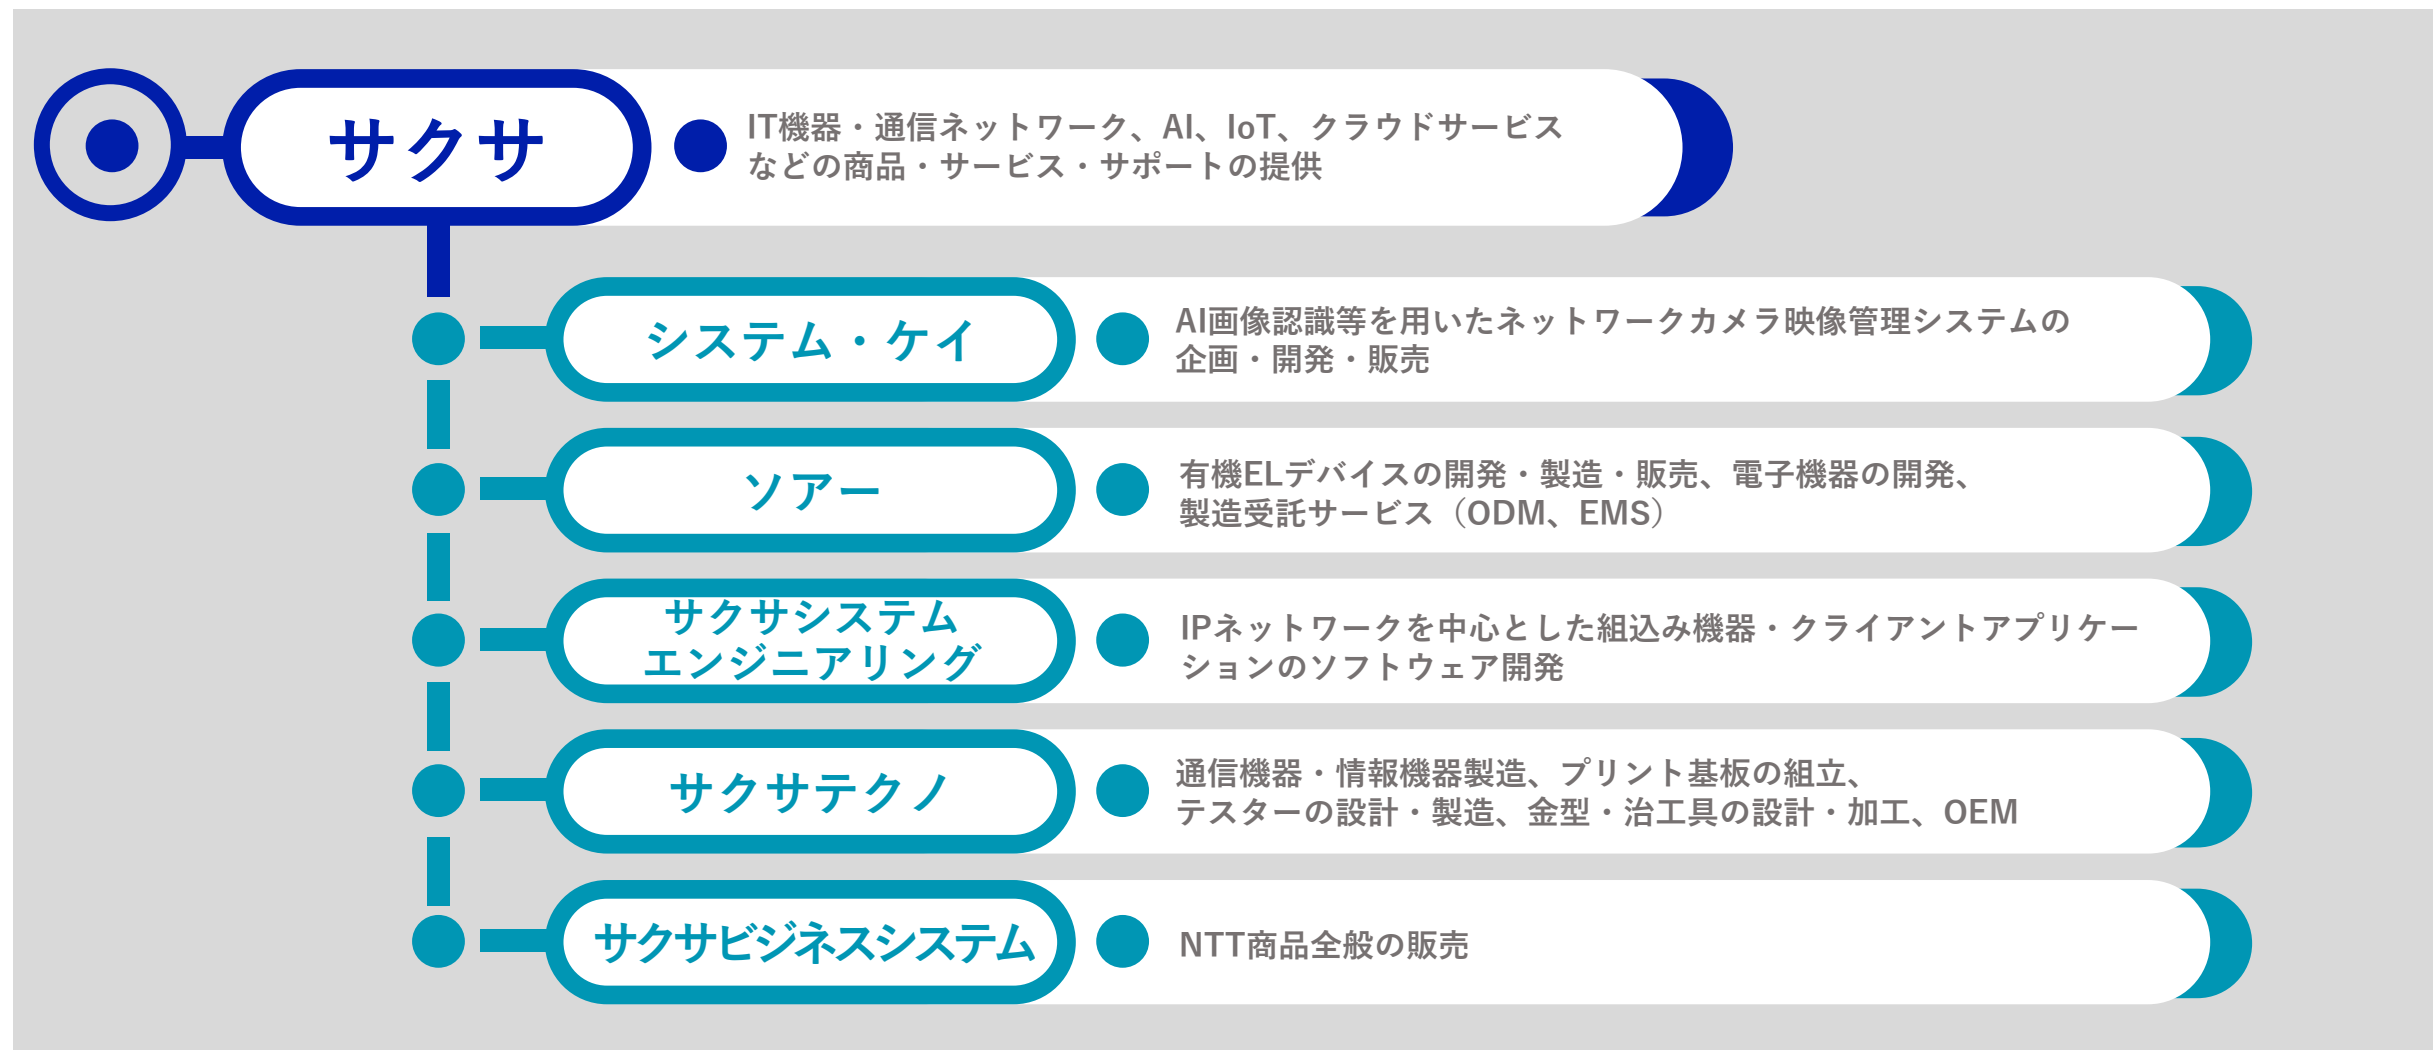 サクサ
IT機器・通信ネットワーク、AI、IoT、クラウドサービス
などの商品・サービス・サポートの提供
システム・ケイ
AI画像認識等を用いたネットワークカメラ映像管理システムの
企画・開発・販売
ソアー
有機ELデバイスの開発・製造・販売、電子機器の開発、
製造受託サービス（ODM、EMS）
サクサシステム
エンジニアリング
IPネットワークを中心とした組込み機器・クライアントアプリケー
ションのソフトウェア開発
サクサテクノ
通信機器・情報機器製造、プリント基板の組立、
テスターの設計・製造、金型・治工具の設計・加工、OEM
サクサビジネスシステム
NTT商品全般の販売